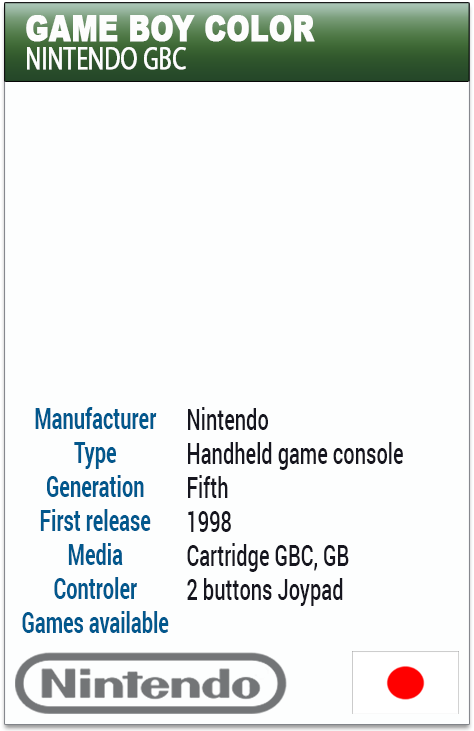 GAME BOY COLOR
NINTENDO GBC
Manufacturer Nintendo
Type Handheld game console
Generation Fifth
First release 1998
Media Cartridge GBC, GB
Controler 2 buttons Joypad
Games available
Nintendo